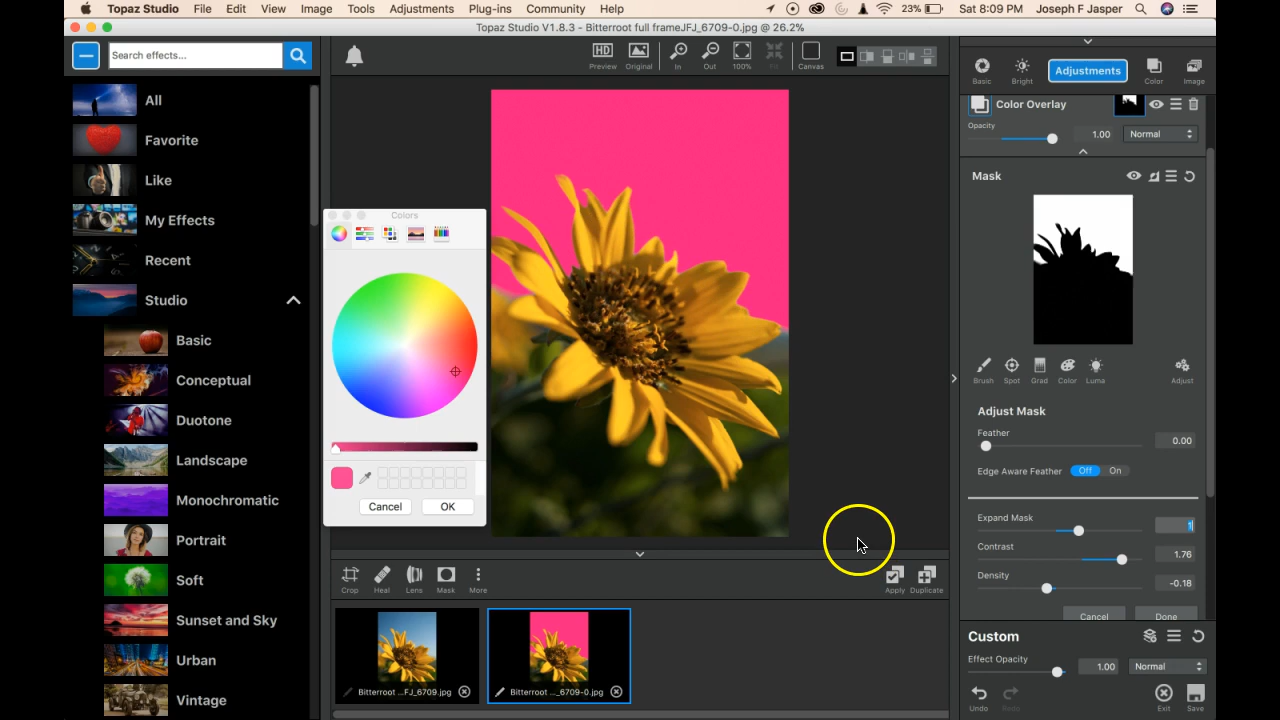 Topaz Studio File Edit View Image Tools Adjustments Plug-ins Community Help 23% Sat 8:09 PM Joseph F Jasper
Topaz Studio V1.8.3 - Bitterroot full frameJFJ_6709-0.jpg @ 26.2%
Search effects...
Preview Original In Out 100% Fit Canvas
Basic Bright Adjustments Color Image
All
Favorite
Like
My Effects
Recent
Studio
Basic
Conceptual
Duotone
Landscape
Monochromatic
Portrait
Soft
Sunset and Sky
Urban
Vintage
Colors
Cancel OK
Crop Heal Lens Mask More Apply Duplicate
Bitterroot ...FJ_6709.jpg
Bitterroot ..._6709-0.jpg
Color Overlay
Opacity
1.00 Normal
Mask
Brush Spot Grad Color Luma Adjust
Adjust Mask
Feather
0.00
Edge Aware Feather Off On
Expand Mask
1
Contrast
1.76
Density
-0.18
Cancel Done
Custom
Effect Opacity
1.00 Normal
Undo Redo Exit Save